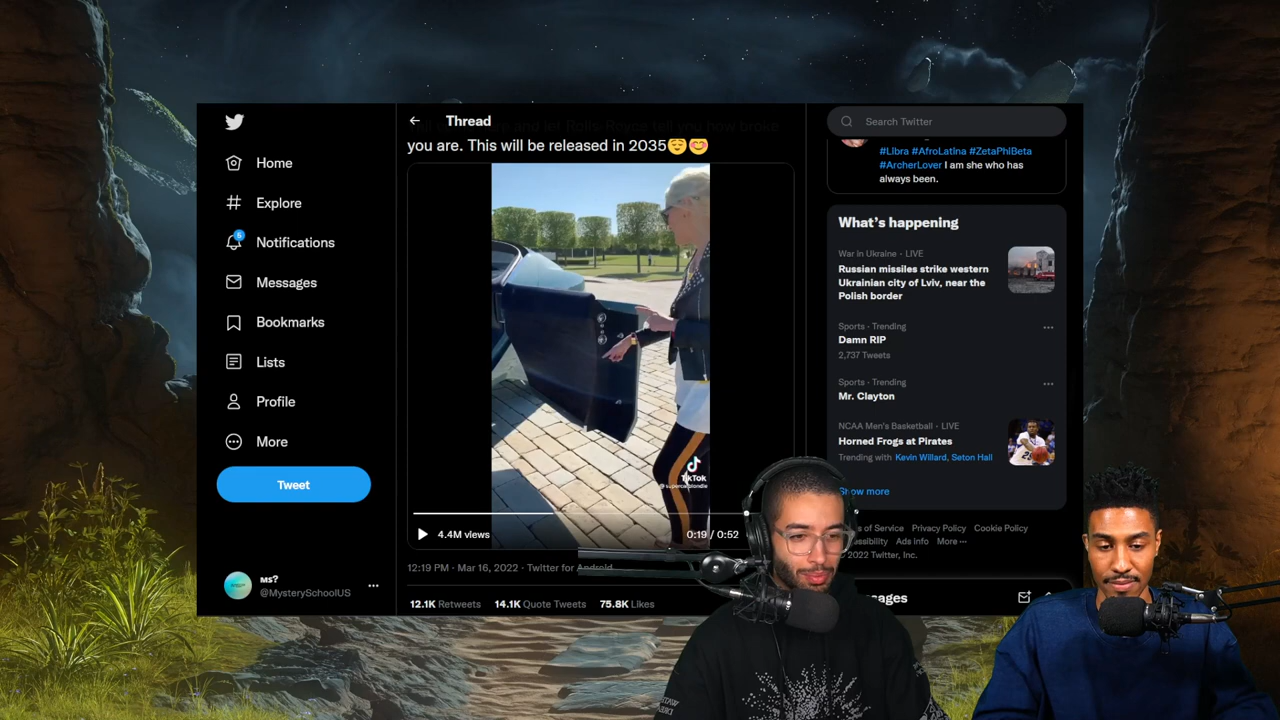 Home
Explore
5
Notifications
Messages
Bookmarks
Lists
Profile
More
Tweet
ms?
@MysterySchoolUS
Thread
you are. This will be released in 2035😌😊
TikTok
@supercarblondie
4.4M views
0:19 / 0:52
12:19 PM · Mar 16, 2022 · Twitter for Android
12.1K Retweets 14.1K Quote Tweets 75.8K Likes
Search Twitter
#Libra #AfroLatina #ZetaPhiBeta
#ArcherLover I am she who has
always been.
What's happening
War in Ukraine · LIVE
Russian missiles strike western
Ukrainian city of Lviv, near the
Polish border
Sports · Trending
Damn RIP
2,737 Tweets
Sports · Trending
Mr. Clayton
NCAA Men's Basketball · LIVE
Horned Frogs at Pirates
Trending with Kevin Willard, Seton Hall
Show more
of Service Privacy Policy Cookie Policy
Ads info More ···
© 2022 Twitter, Inc.